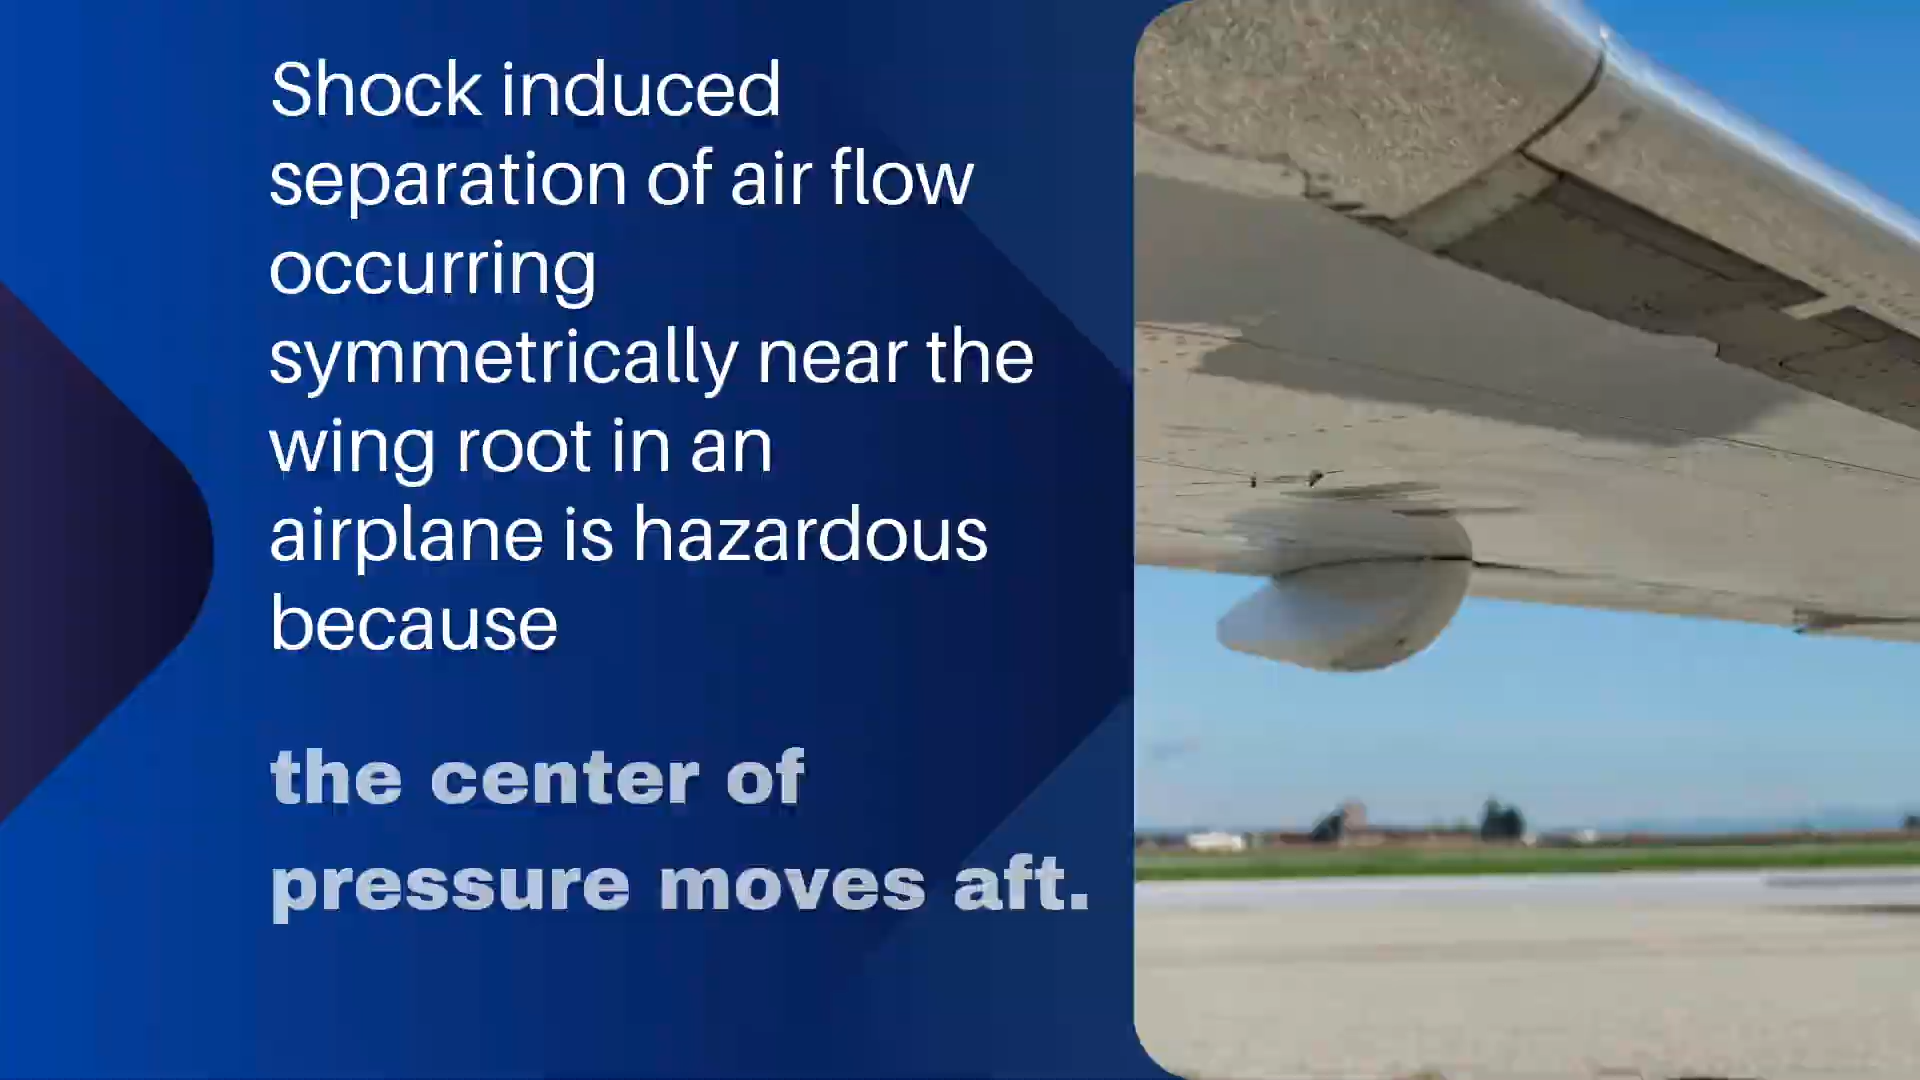 Shock induced
separation of air flow
occurring
symmetrically near the
wing root in an
airplane is hazardous
because
the center of
pressure moves aft.